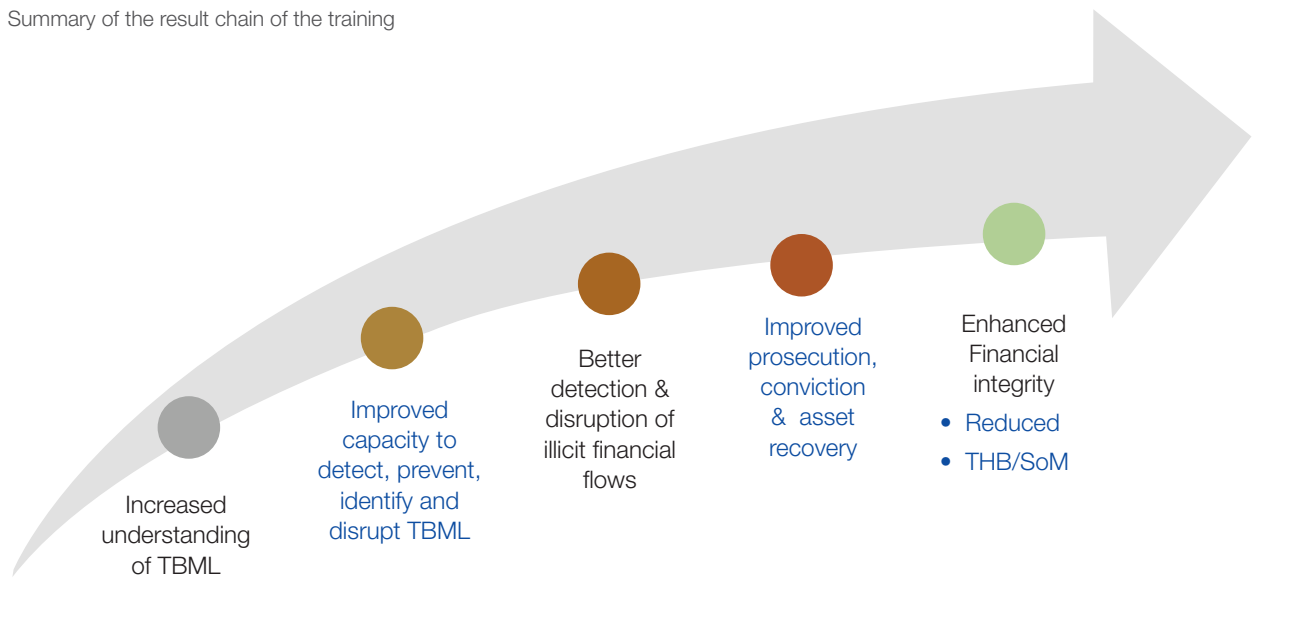 Summary of the result chain of the training
Increased
understanding
of TBML
Improved
capacity to
detect, prevent,
identify and
disrupt TBML
Better
detection &
disruption of
illicit financial
flows
Improved
prosecution,
conviction
& asset
recovery
Enhanced
Financial
integrity
• Reduced
• THB/SoM